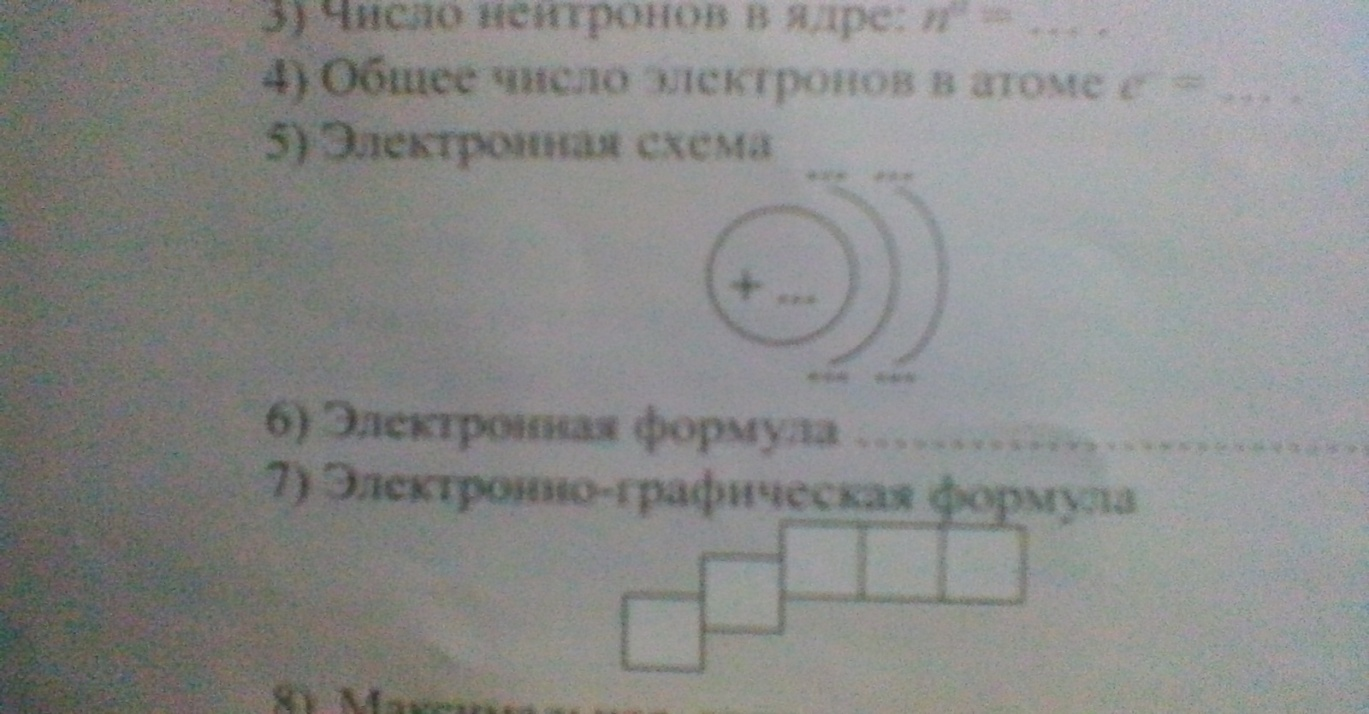 3) Число нейтронов в ядре: n⁰ = ... .
4) Общее число электронов в атоме e⁻ = ... .
5) Электронная схема
... ...
+ ...
... ...
6) Электронная формула ..............................
7) Электронно-графическая формула
8)